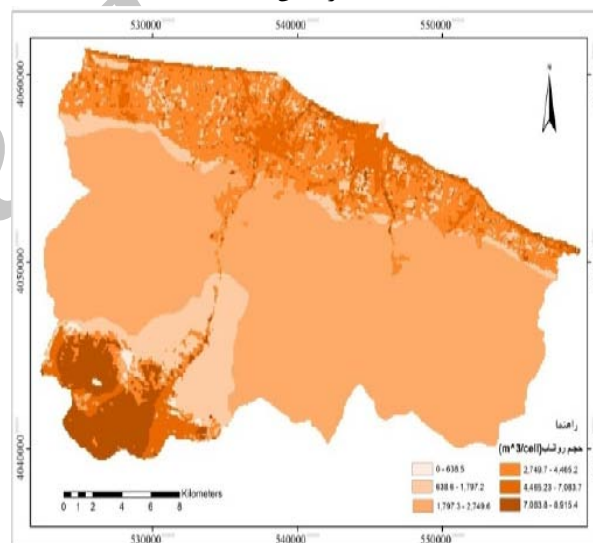 530000 540000 550000
4060000
4050000
4040000
N
راهنما
حجم رواناب(m^3/cell)
0 - 638.5
638.6 - 1,797.2
1,797.3 - 2,749.6
2,749.7 - 4,465.2
4,465.23 - 7,083.7
7,083.8 - 8,915.4
Kilometers
0 1 2 4 6 8
530000 540000 550000